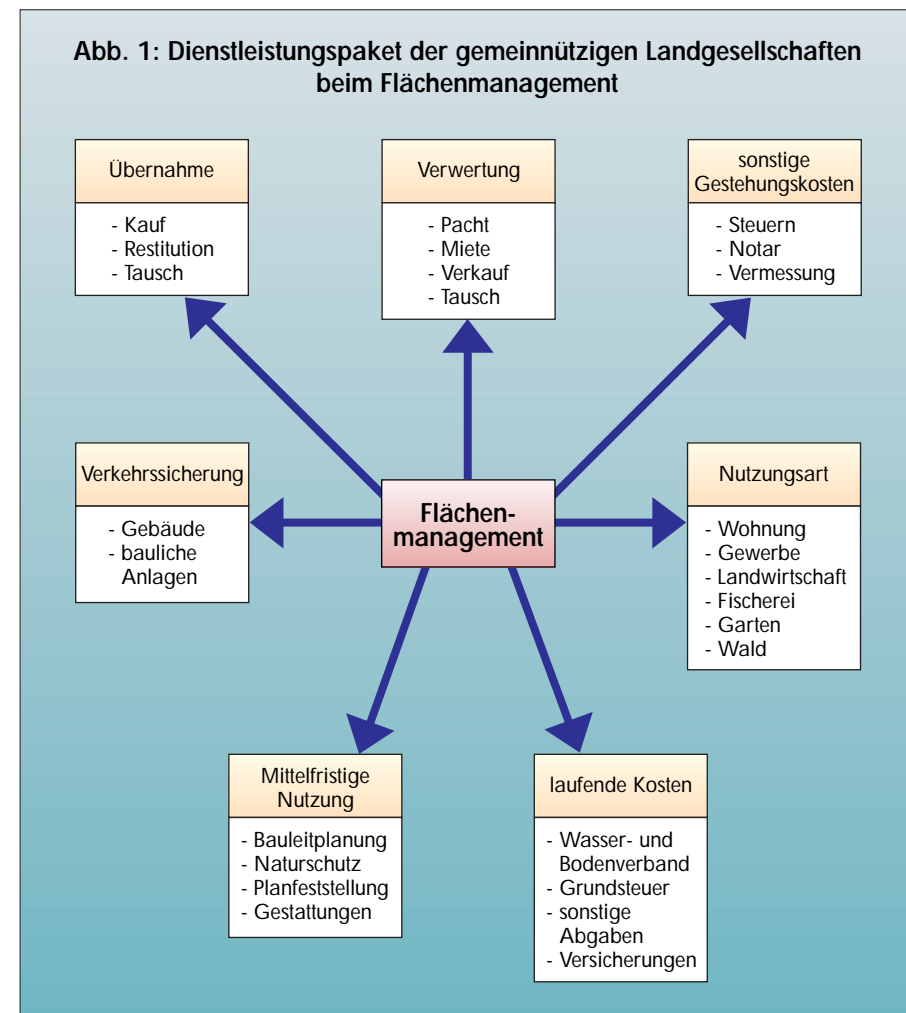 Abb. 1: Dienstleistungspaket der gemeinnützigen Landgesellschaften
beim Flächenmanagement
Übernahme
- Kauf
- Restitution
- Tausch
Verwertung
- Pacht
- Miete
- Verkauf
- Tausch
sonstige
Gestehungskosten
- Steuern
- Notar
- Vermessung
Verkehrssicherung
- Gebäude
- bauliche
Anlagen
Flächen-
management
Nutzungsart
- Wohnung
- Gewerbe
- Landwirtschaft
- Fischerei
- Garten
- Wald
Mittelfristige
Nutzung
- Bauleitplanung
- Naturschutz
- Planfeststellung
- Gestattungen
laufende Kosten
- Wasser- und
Bodenverband
- Grundsteuer
- sonstige
Abgaben
- Versicherungen